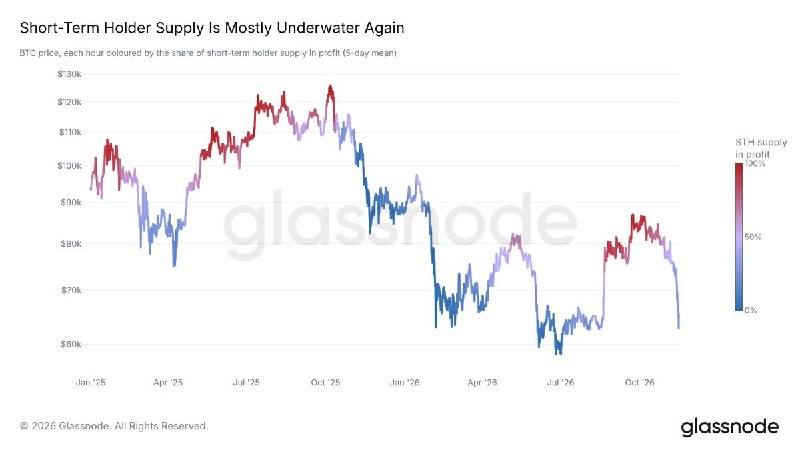 Short-Term Holder Supply Is Mostly Underwater Again
BTC price, each hour coloured by the share of short-term holder supply in profit (5-day mean)
$130k
$120k
$110k
$100k
$90k
$80k
$70k
$60k
Jan '25
Apr '25
Jul '25
Oct '25
Jan '26
Apr '26
Jul '26
Oct '26
STH supply
in profit
100%
50%
0%
glassnode
© 2026 Glassnode. All Rights Reserved.
glassnode